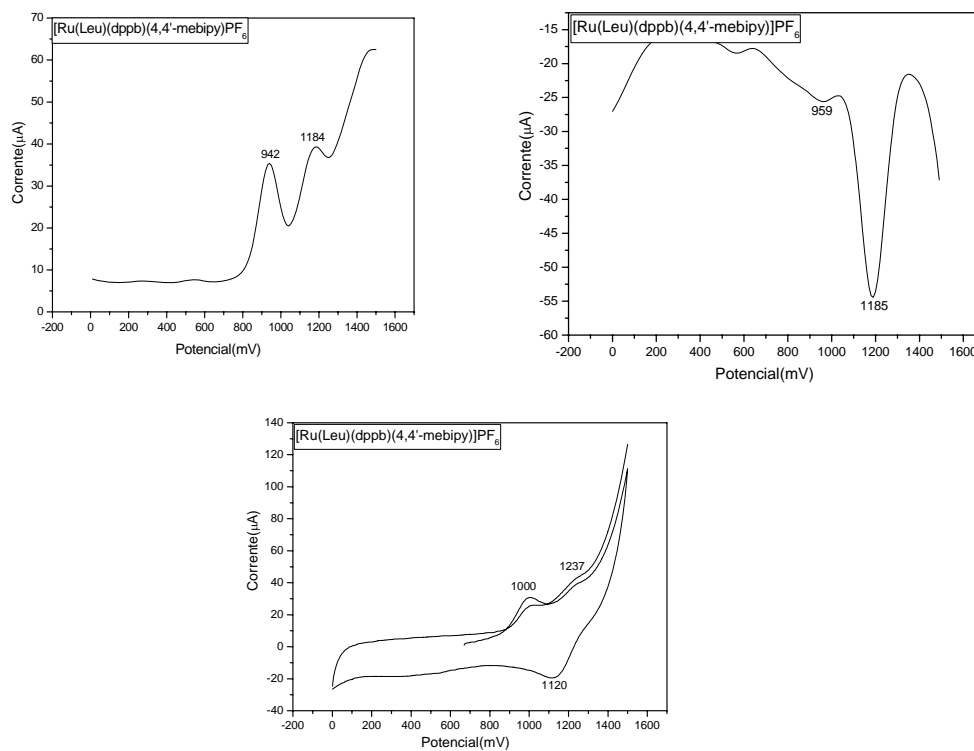 [Ru(Leu)(dppb)(4,4'-mebipy)PF6
70
60
50
40
30
20
10
0
942
1184
Corrente(μA)
-200 0 200 400 600 800 1000 1200 1400 1600
Potencial(mV)
[Ru(Leu)(dppb)(4,4'-mebipy)]PF6
-15
-20
-25
-30
-35
-40
-45
-50
-55
-60
959
1185
Corrente(μA)
-200 0 200 400 600 800 1000 1200 1400 1600
Potencial(mV)
[Ru(Leu)(dppb)(4,4'-mebipy)]PF6
140
120
100
80
60
40
20
0
-20
-40
1000
1237
1120
Corrente(μA)
-200 0 200 400 600 800 1000 1200 1400 1600
Potencial(mV)